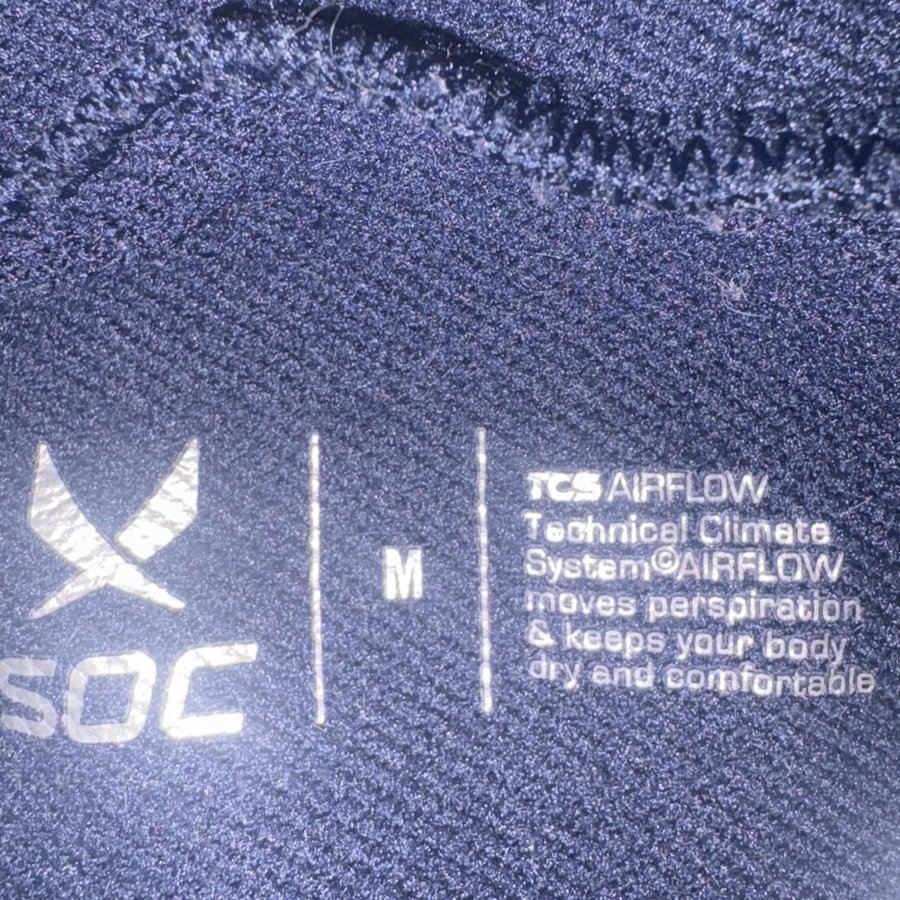 SOC
M
TCS AIRFLOW
Technical Climate
System©AIRFLOW
moves perspiration
& keeps your body
dry and comfortable